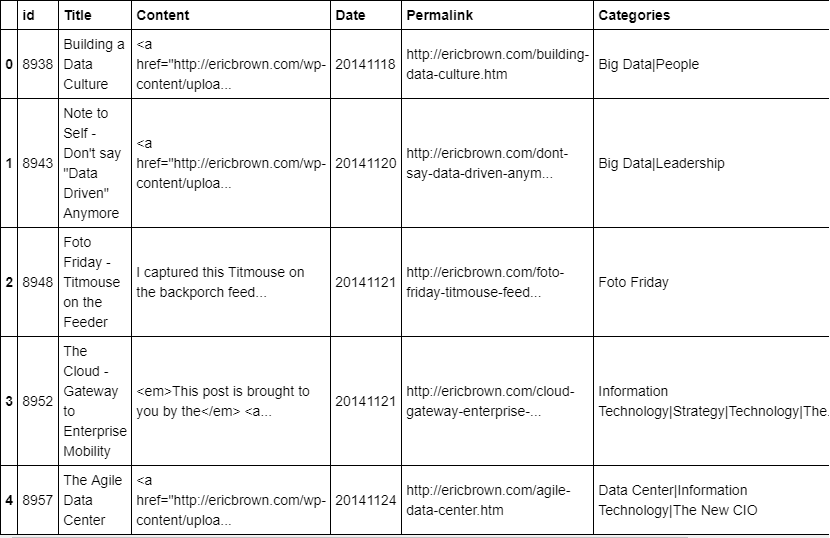 id Title Content Date Permalink Categories
0 8938 Building a Data Culture <a href="http://ericbrown.com/wp-content/uploa... 20141118 http://ericbrown.com/building-data-culture.htm Big Data|People
1 8943 Note to Self - Don't say "Data Driven" Anymore <a href="http://ericbrown.com/wp-content/uploa... 20141120 http://ericbrown.com/dont-say-data-driven-anym... Big Data|Leadership
2 8948 Foto Friday - Titmouse on the Feeder I captured this Titmouse on the backporch feed... 20141121 http://ericbrown.com/foto-friday-titmouse-feed... Foto Friday
3 8952 The Cloud - Gateway to Enterprise Mobility <em>This post is brought to you by the</em> <a... 20141121 http://ericbrown.com/cloud-gateway-enterprise-... Information Technology|Strategy|Technology|The.
4 8957 The Agile Data Center <a href="http://ericbrown.com/wp-content/uploa... 20141124 http://ericbrown.com/agile-data-center.htm Data Center|Information Technology|The New CIO